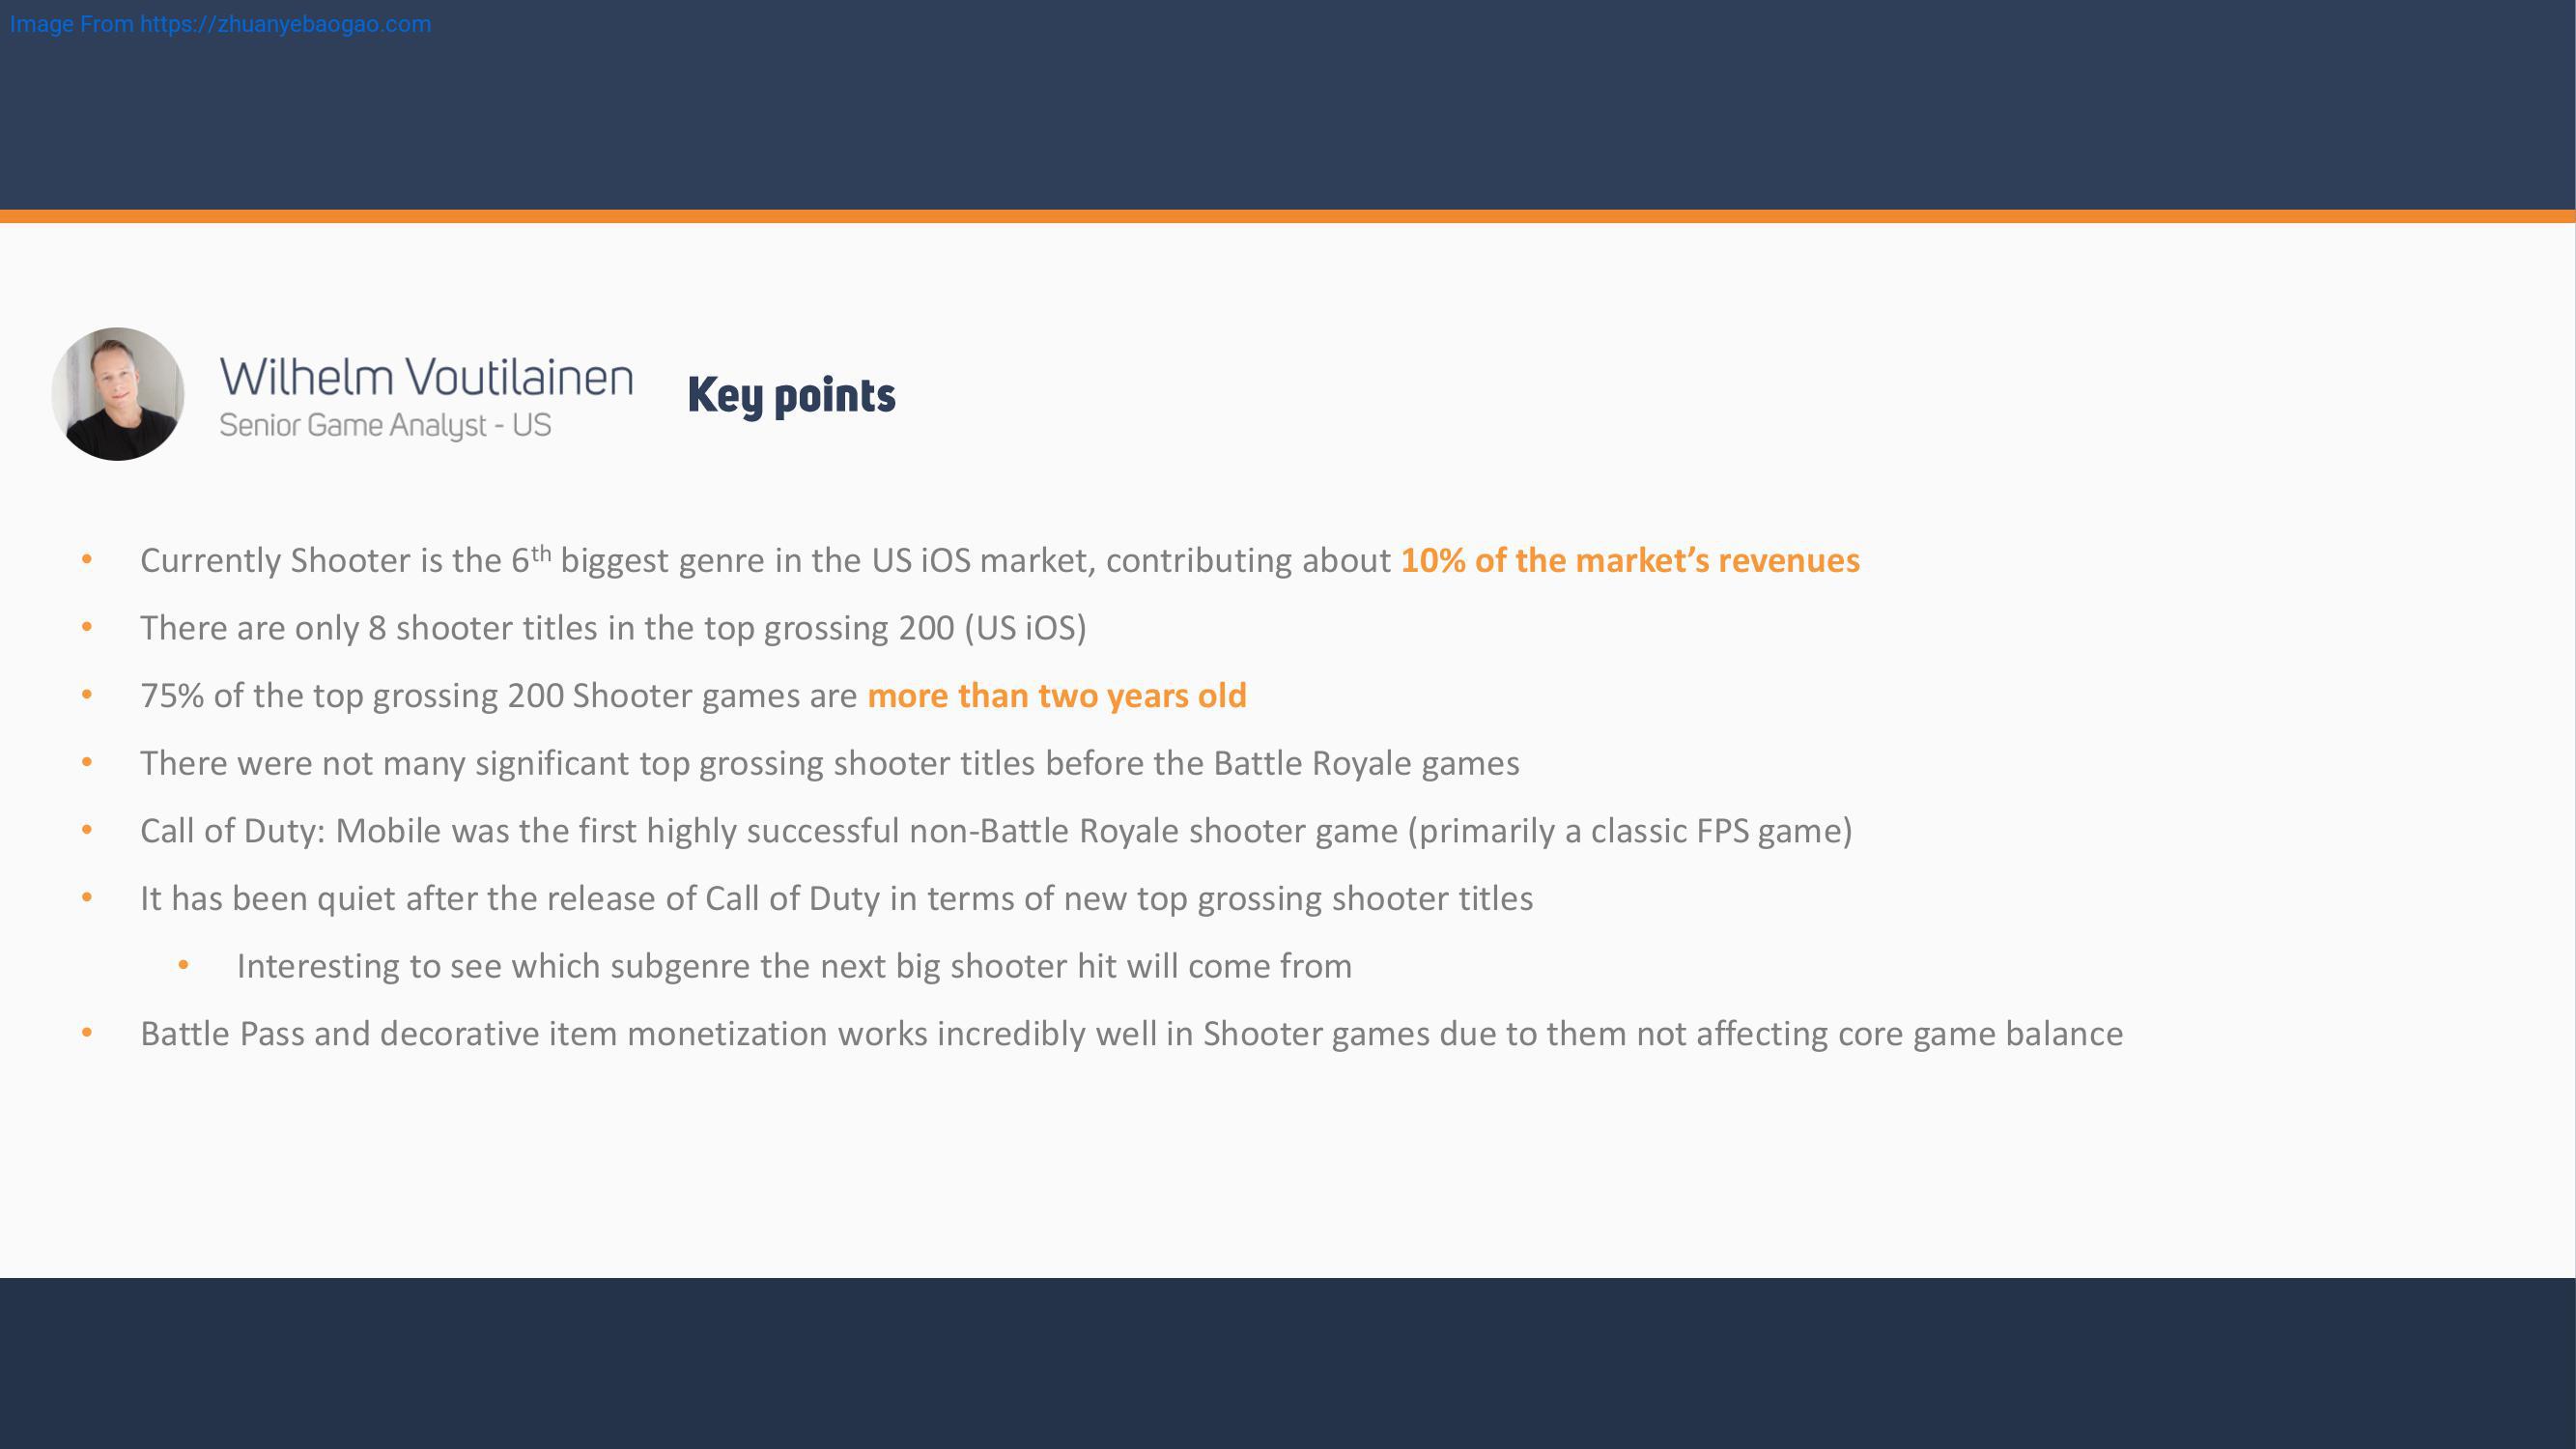 Image From https://zhuanyebaogao.com
Wilhelm Voutilainen
Senior Game Analyst - US
Key points
• Currently Shooter is the 6th biggest genre in the US iOS market, contributing about 10% of the market’s revenues
• There are only 8 shooter titles in the top grossing 200 (US iOS)
• 75% of the top grossing 200 Shooter games are more than two years old
• There were not many significant top grossing shooter titles before the Battle Royale games
• Call of Duty: Mobile was the first highly successful non-Battle Royale shooter game (primarily a classic FPS game)
• It has been quiet after the release of Call of Duty in terms of new top grossing shooter titles
• Interesting to see which subgenre the next big shooter hit will come from
• Battle Pass and decorative item monetization works incredibly well in Shooter games due to them not affecting core game balance